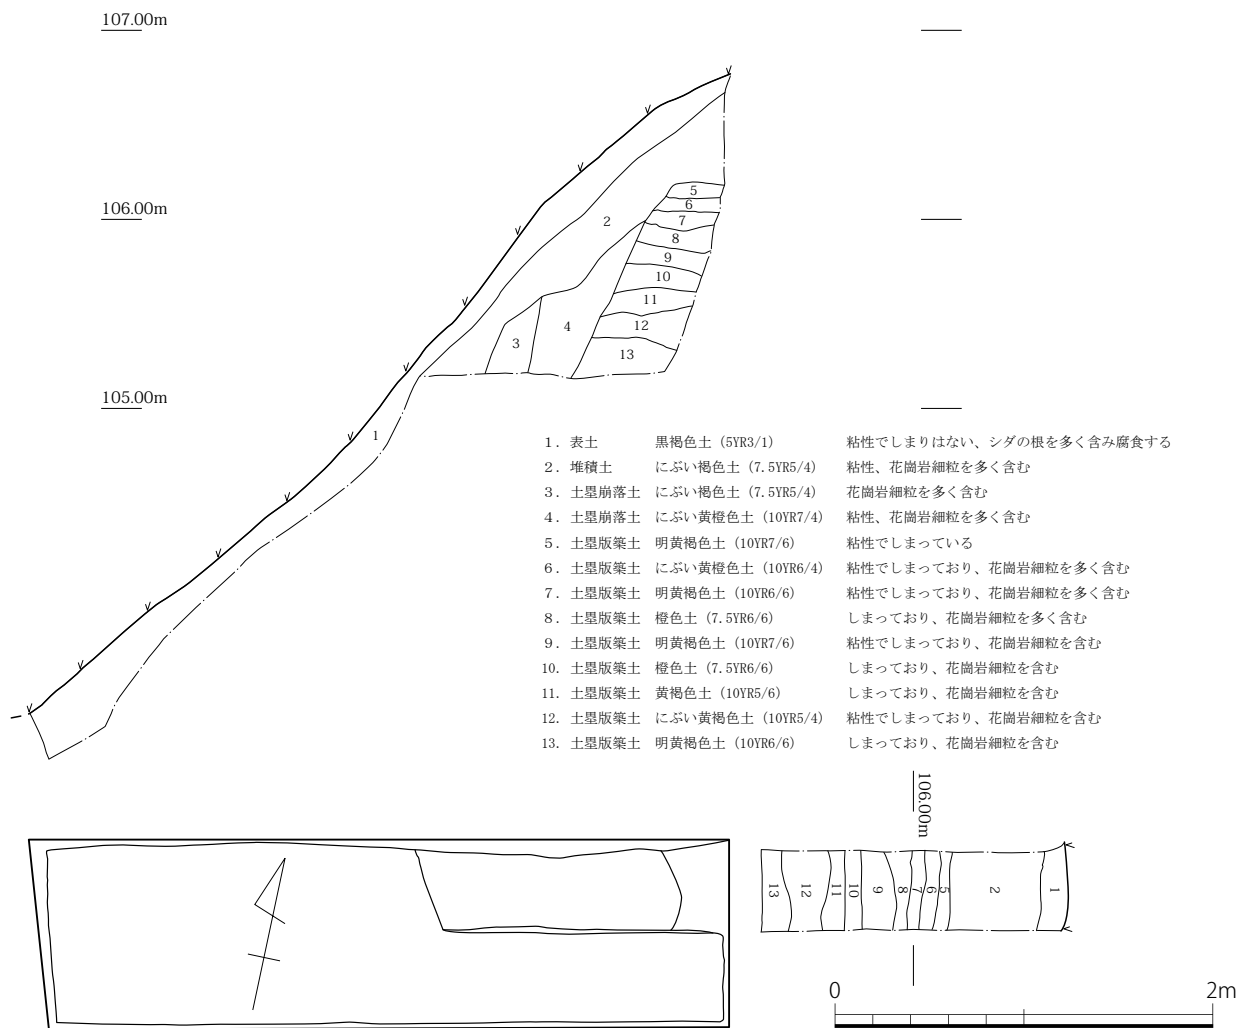 107.00m
106.00m
105.00m
5
6
7
8
9
10
11
12
13
2
4
3
1
1．表土　黒褐色土（5YR3/1）　粘性でしまりはない、シダの根を多く含み腐食する
2．堆積土　にぶい褐色土（7.5YR5/4）　粘性、花崗岩細粒を多く含む
3．土塁崩落土　にぶい褐色土（7.5YR5/4）　花崗岩細粒を多く含む
4．土塁崩落土　にぶい黄橙色土（10YR7/4）　粘性、花崗岩細粒を多く含む
5．土塁版築土　明黄褐色土（10YR7/6）　粘性でしまっている
6．土塁版築土　にぶい黄橙色土（10YR6/4）　粘性でしまっており、花崗岩細粒を多く含む
7．土塁版築土　明黄褐色土（10YR6/6）　粘性でしまっており、花崗岩細粒を多く含む
8．土塁版築土　橙色土（7.5YR6/6）　しまっており、花崗岩細粒を多く含む
9．土塁版築土　明黄褐色土（10YR7/6）　粘性でしまっており、花崗岩細粒を含む
10．土塁版築土　橙色土（7.5YR6/6）　しまっており、花崗岩細粒を含む
11．土塁版築土　黄褐色土（10YR5/6）　しまっており、花崗岩細粒を含む
12．土塁版築土　にぶい黄褐色土（10YR5/4）　粘性でしまっており、花崗岩細粒を含む
13．土塁版築土　明黄褐色土（10YR6/6）　しまっており、花崗岩細粒を含む
106.00m
13 12 11 10 9 8 7 6 5 2 1
0 2m